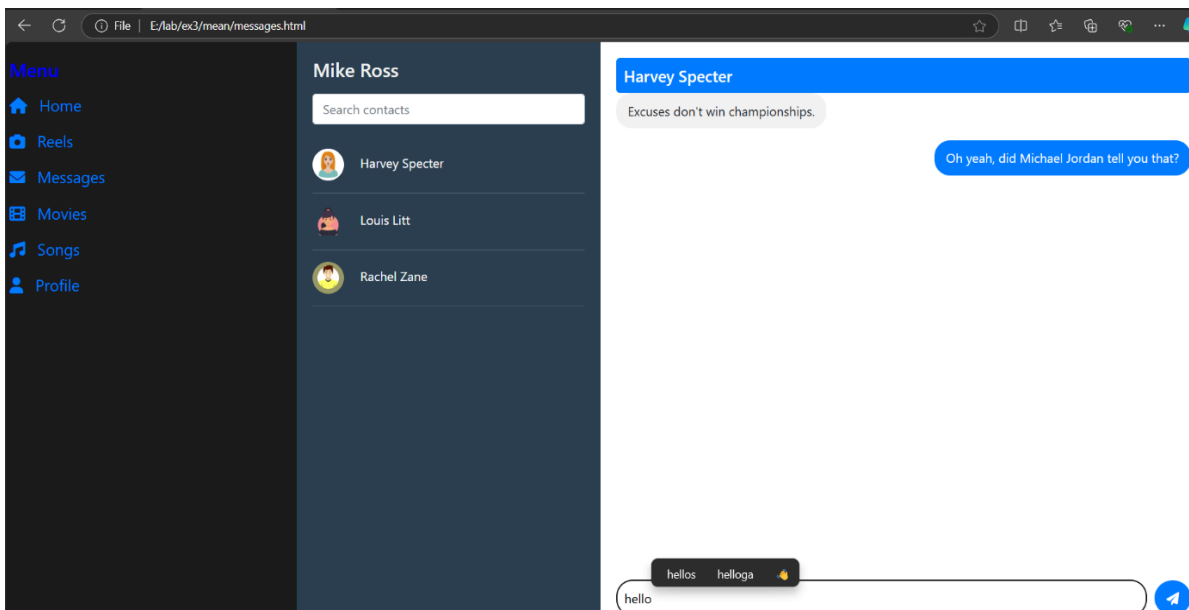 File
E:/lab/ex3/mean/messages.html
Menu
Home
Reels
Messages
Movies
Songs
Profile
Mike Ross
Search contacts
Harvey Specter
Louis Litt
Rachel Zane
Harvey Specter
Excuses don't win championships.
Oh yeah, did Michael Jordan tell you that?
hellos helloga 👋
hello